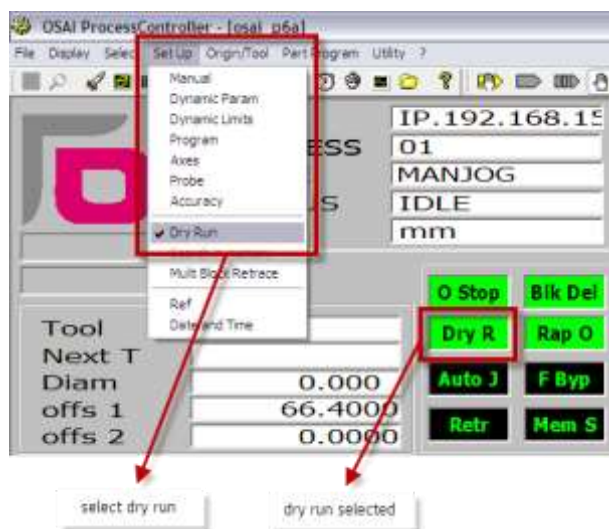 OSAI ProcessController - [osai_p6a]
File Display Selec Set Up Origin/Tool Part Program Utility ?
Manual
Dynamic Param
Dynamic Limits
Program
Axes
Probe
Accuracy
Dry Run
Mult Block Retrace
Ref
Date and Time
IP.192.168.15
ESS 01
MANJOG
US IDLE
mm
O Stop Blk Del
Tool Dry R Rap O
Next T
Diam 0.000 Auto J F Byp
offs 1 66.4000
Retr Mem S
offs 2 0.0000
select dry run dry run selected